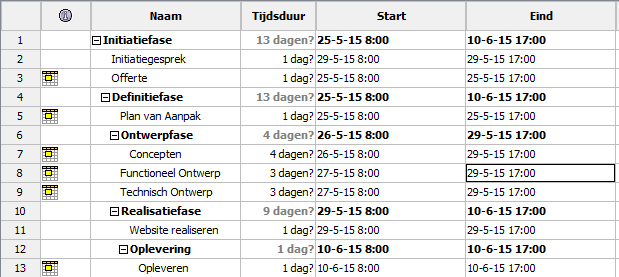 Naam Tijdsduur Start Eind
1 Initiatiefase 13 dagen? 25-5-15 8:00 10-6-15 17:00
2 Initiatiegesprek 1 dag? 29-5-15 8:00 29-5-15 17:00
3 Offerte 1 dag? 25-5-15 8:00 25-5-15 17:00
4 Definitiefase 13 dagen? 25-5-15 8:00 10-6-15 17:00
5 Plan van Aanpak 1 dag? 25-5-15 8:00 25-5-15 17:00
6 Ontwerpfase 4 dagen? 26-5-15 8:00 29-5-15 17:00
7 Concepten 4 dagen? 26-5-15 8:00 29-5-15 17:00
8 Functioneel Ontwerp 3 dagen? 27-5-15 8:00 29-5-15 17:00
9 Technisch Ontwerp 3 dagen? 27-5-15 8:00 29-5-15 17:00
10 Realisatiefase 9 dagen? 29-5-15 8:00 10-6-15 17:00
11 Website realiseren 1 dag? 29-5-15 8:00 29-5-15 17:00
12 Oplevering 1 dag? 10-6-15 8:00 10-6-15 17:00
13 Opleveren 1 dag? 10-6-15 8:00 10-6-15 17:00